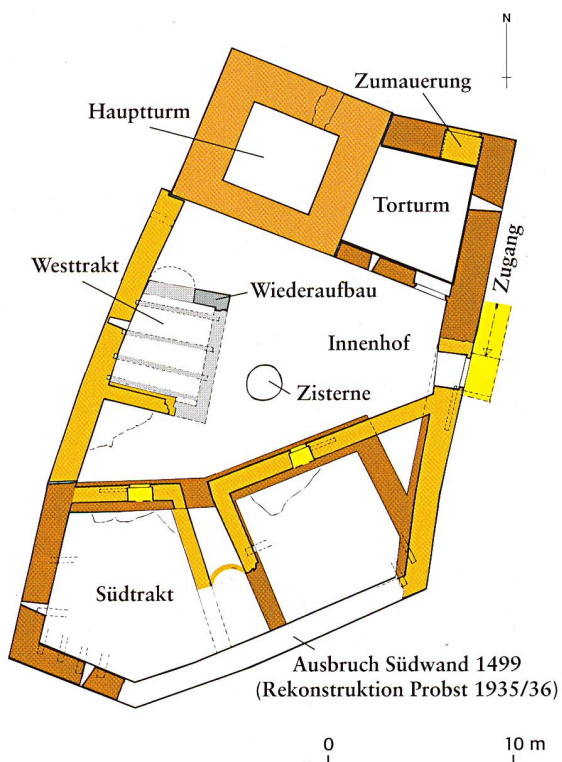 N
Zumauerung
Hauptturm
Torturm
Zugang
Westtrakt
Wiederaufbau
Innenhof
Zisterne
Südtrakt
Ausbruch Südwand 1499
(Rekonstruktion Probst 1935/36)
0 10 m